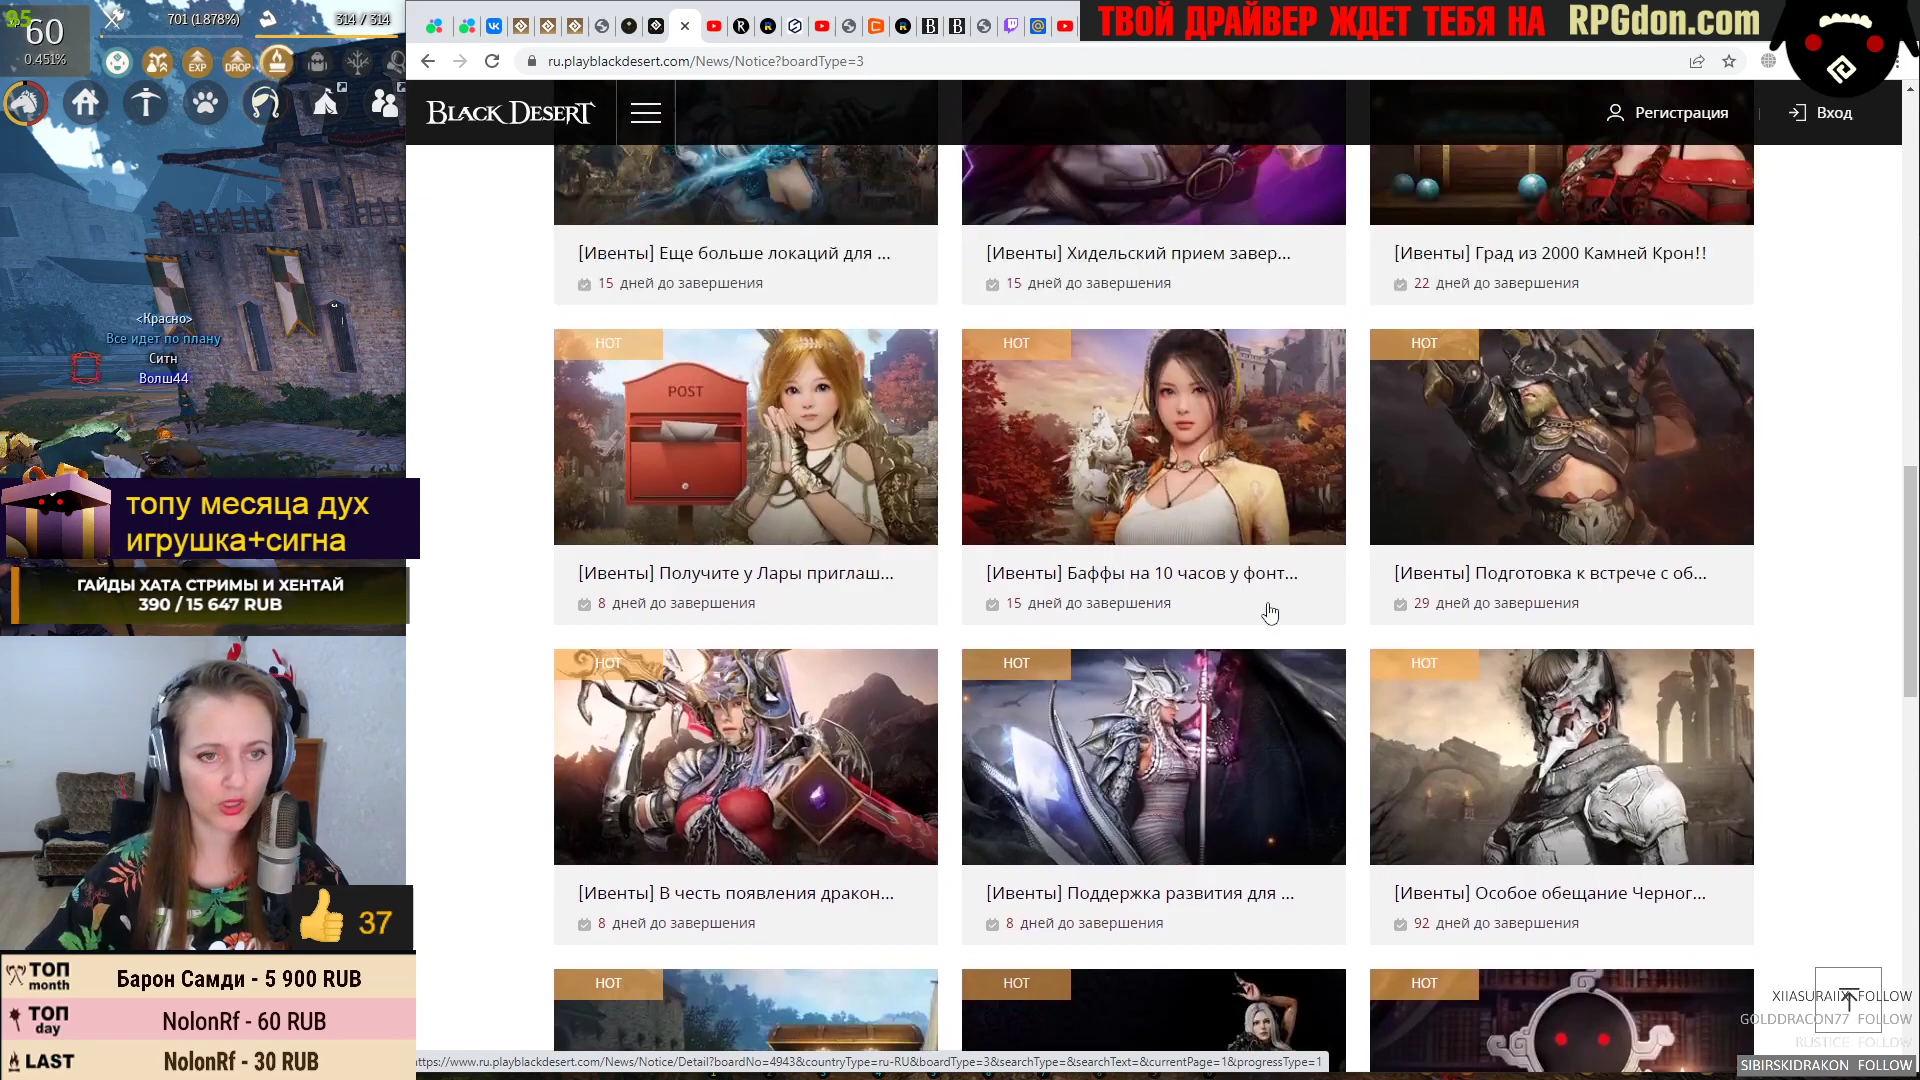 95
60
0.451%
701 (1.878%)
314 / 314
EXP
DROP
<Красно>
Все идет по плану
Ситн
Волш44
топу месяца дух
игрушка+сигна
ГАЙДЫ ХАТА СТРИМЫ И ХЕНТАЙ
390 / 15 647 RUB
37
ТОП month
Барон Самди - 5 900 RUB
ТОП day
NolonRf - 60 RUB
LAST
NolonRf - 30 RUB
ТВОЙ ДРАЙВЕР ЖДЕТ ТЕБЯ НА RPGdon.com
ru.playblackdesert.com/News/Notice?boardType=3
BLACK DESERT
Регистрация
Вход
[Ивенты] Еще больше локаций для ...
15 дней до завершения
[Ивенты] Хидельский прием завер...
15 дней до завершения
[Ивенты] Град из 2000 Камней Крон!!
22 дней до завершения
HOT
POST
[Ивенты] Получите у Лары приглаш...
8 дней до завершения
HOT
[Ивенты] Баффы на 10 часов у фонт...
15 дней до завершения
HOT
[Ивенты] Подготовка к встрече с об...
29 дней до завершения
HOT
[Ивенты] В честь появления дракон...
8 дней до завершения
HOT
[Ивенты] Поддержка развития для ...
8 дней до завершения
HOT
[Ивенты] Особое обещание Черног...
92 дней до завершения
HOT
HOT
HOT
https://www.ru.playblackdesert.com/News/Notice/Detail?boardNo=4943&countryType=ru-RU&boardType=3&searchType=&searchText=&currentPage=1&progressType=1
XIIASURAIIX FOLLOW
GOLDDRACON77 FOLLOW
RUSTICE FOLLOW
SIBIRSKIDRAKON FOLLOW